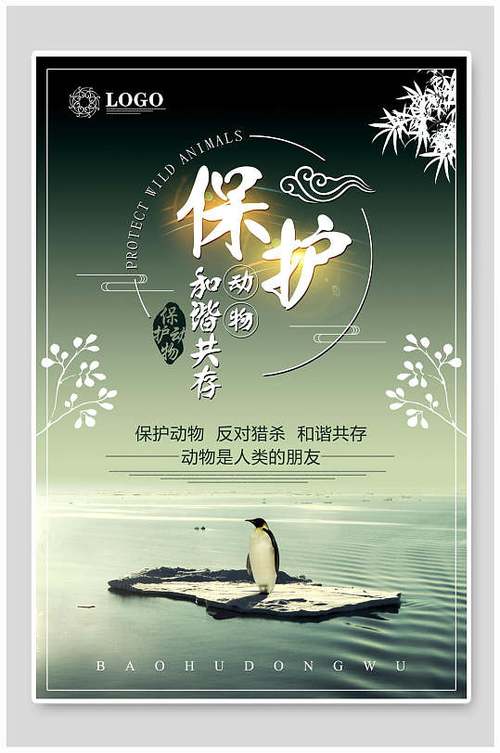 LOGO
PROTECT WILD ANIMALS
保护
动物
和谐共存
保护动物
保护动物 反对猎杀 和谐共存
动物是人类的朋友
BAOHUDONGWU